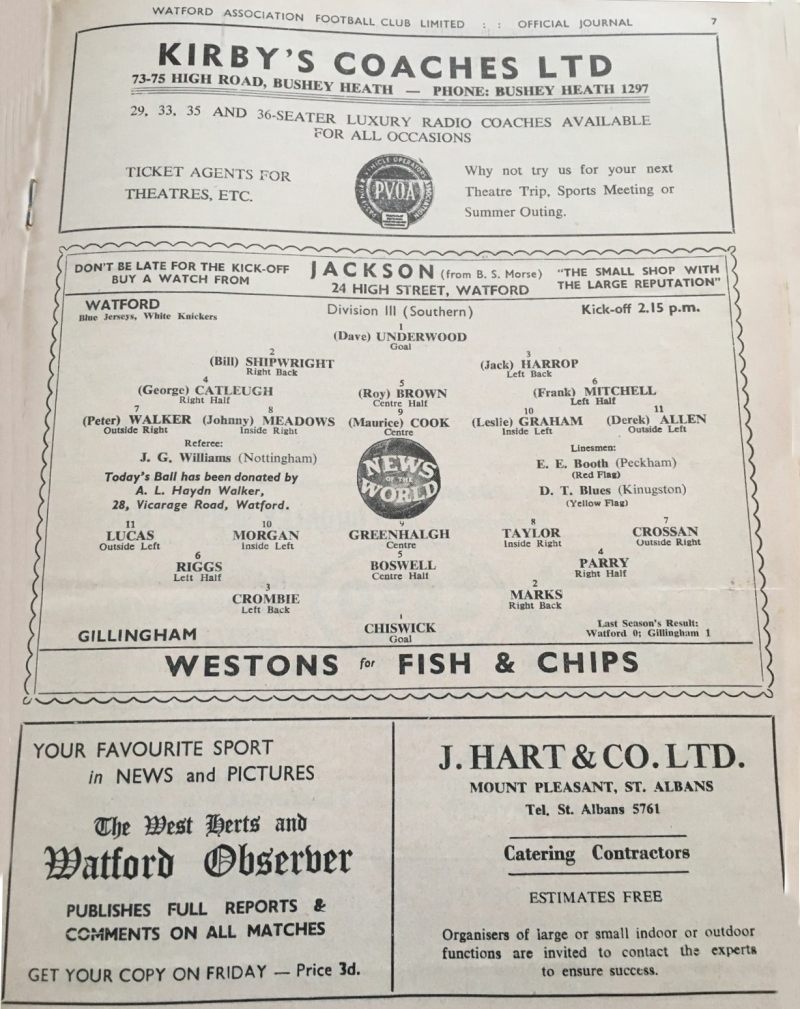 WATFORD ASSOCIATION FOOTBALL CLUB LIMITED : : OFFICIAL JOURNAL 7
KIRBY'S COACHES LTD
73-75 HIGH ROAD, BUSHEY HEATH — PHONE: BUSHEY HEATH 1297
29, 33, 35 AND 36-SEATER LUXURY RADIO COACHES AVAILABLE
FOR ALL OCCASIONS
TICKET AGENTS FOR
THEATRES, ETC.
PASSENGER VEHICLE OPERATORS ASSOCIATION
P.V.O.A
Why not try us for your next
Theatre Trip, Sports Meeting or
Summer Outing.
DON'T BE LATE FOR THE KICK-OFF
BUY A WATCH FROM
JACKSON (from B. S. Morse)
24 HIGH STREET, WATFORD
"THE SMALL SHOP WITH
THE LARGE REPUTATION"
WATFORD
Blue Jerseys, White Knickers
Division III (Southern)
Kick-off 2.15 p.m.
1
(Dave) UNDERWOOD
Goal
2 3
(Bill) SHIPWRIGHT (Jack) HARROP
Right Back Left Back
4 5 6
(George) CATLEUGH (Roy) BROWN (Frank) MITCHELL
Right Half Centre Half Left Half
7 8 9 10 11
(Peter) WALKER (Johnny) MEADOWS (Maurice) COOK (Leslie) GRAHAM (Derek) ALLEN
Outside Right Inside Right Centre Inside Left Outside Left
Referee:
J. G. Williams (Nottingham)
Today's Ball has been donated by
A. L. Haydn Walker,
28, Vicarage Road, Watford.
NEWS
OF THE
WORLD
Linesmen:
E. E. Booth (Peckham)
(Red Flag)
D. T. Blues (Kinugston)
(Yellow Flag)
11 10 9 8 7
LUCAS MORGAN GREENHALGH TAYLOR CROSSAN
Outside Left Inside Left Centre Inside Right Outside Right
6 5 4
RIGGS BOSWELL PARRY
Left Half Centre Half Right Half
3 2
CROMBIE MARKS
Left Back Right Back
1
CHISWICK
Goal
GILLINGHAM
Last Season's Result:
Watford 0; Gillingham 1
WESTONS for FISH & CHIPS
YOUR FAVOURITE SPORT
in NEWS and PICTURES
The West Herts and
Watford Observer
PUBLISHES FULL REPORTS &
COMMENTS ON ALL MATCHES
GET YOUR COPY ON FRIDAY — Price 3d.
J. HART & CO. LTD.
MOUNT PLEASANT, ST. ALBANS
Tel. St. Albans 5761
Catering Contractors
ESTIMATES FREE
Organisers of large or small indoor or outdoor
functions are invited to contact the experts
to ensure success.